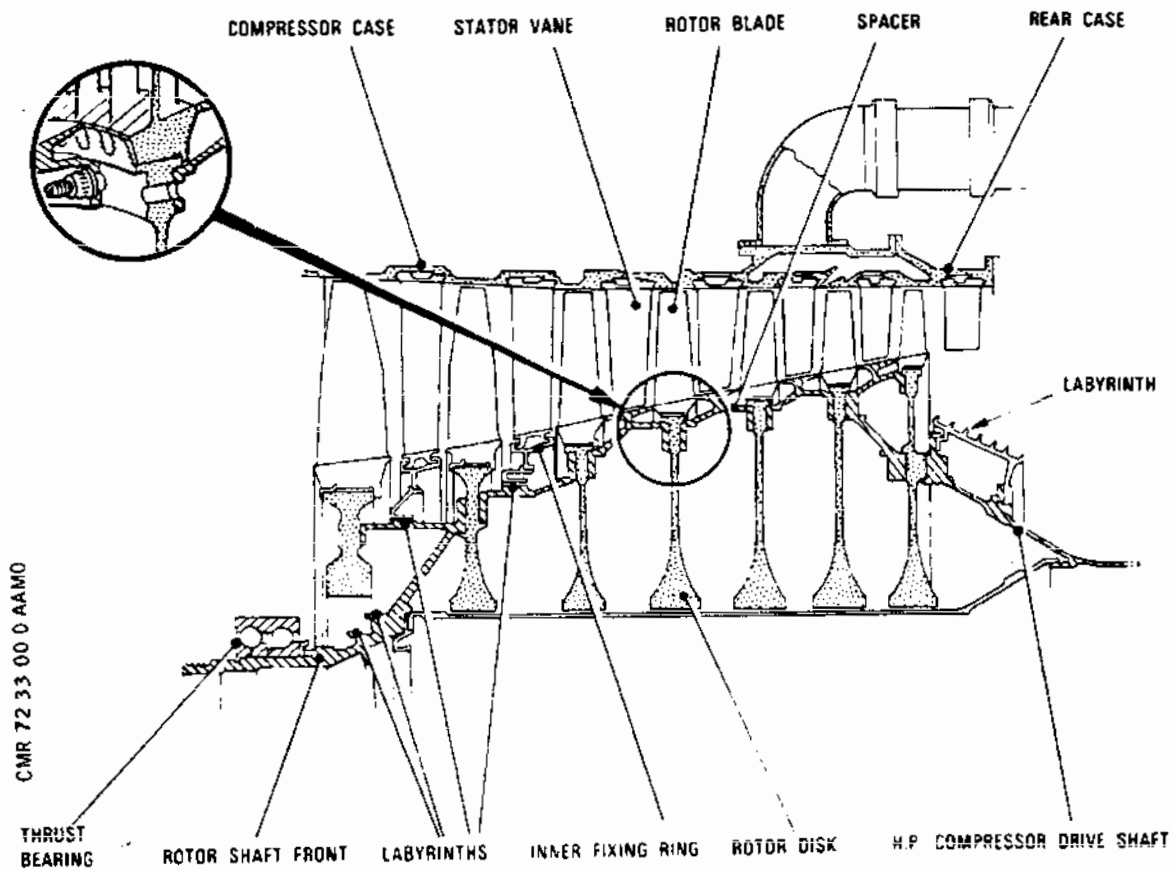 COMPRESSOR CASE
STATOR VANE
ROTOR BLADE
SPACER
REAR CASE
LABYRINTH
CMR 72 33 00 0 AAMO
THRUST
BEARING
ROTOR SHAFT FRONT
LABYRINTHS
INNER FIXING RING
ROTOR DISK
H.P. COMPRESSOR DRIVE SHAFT